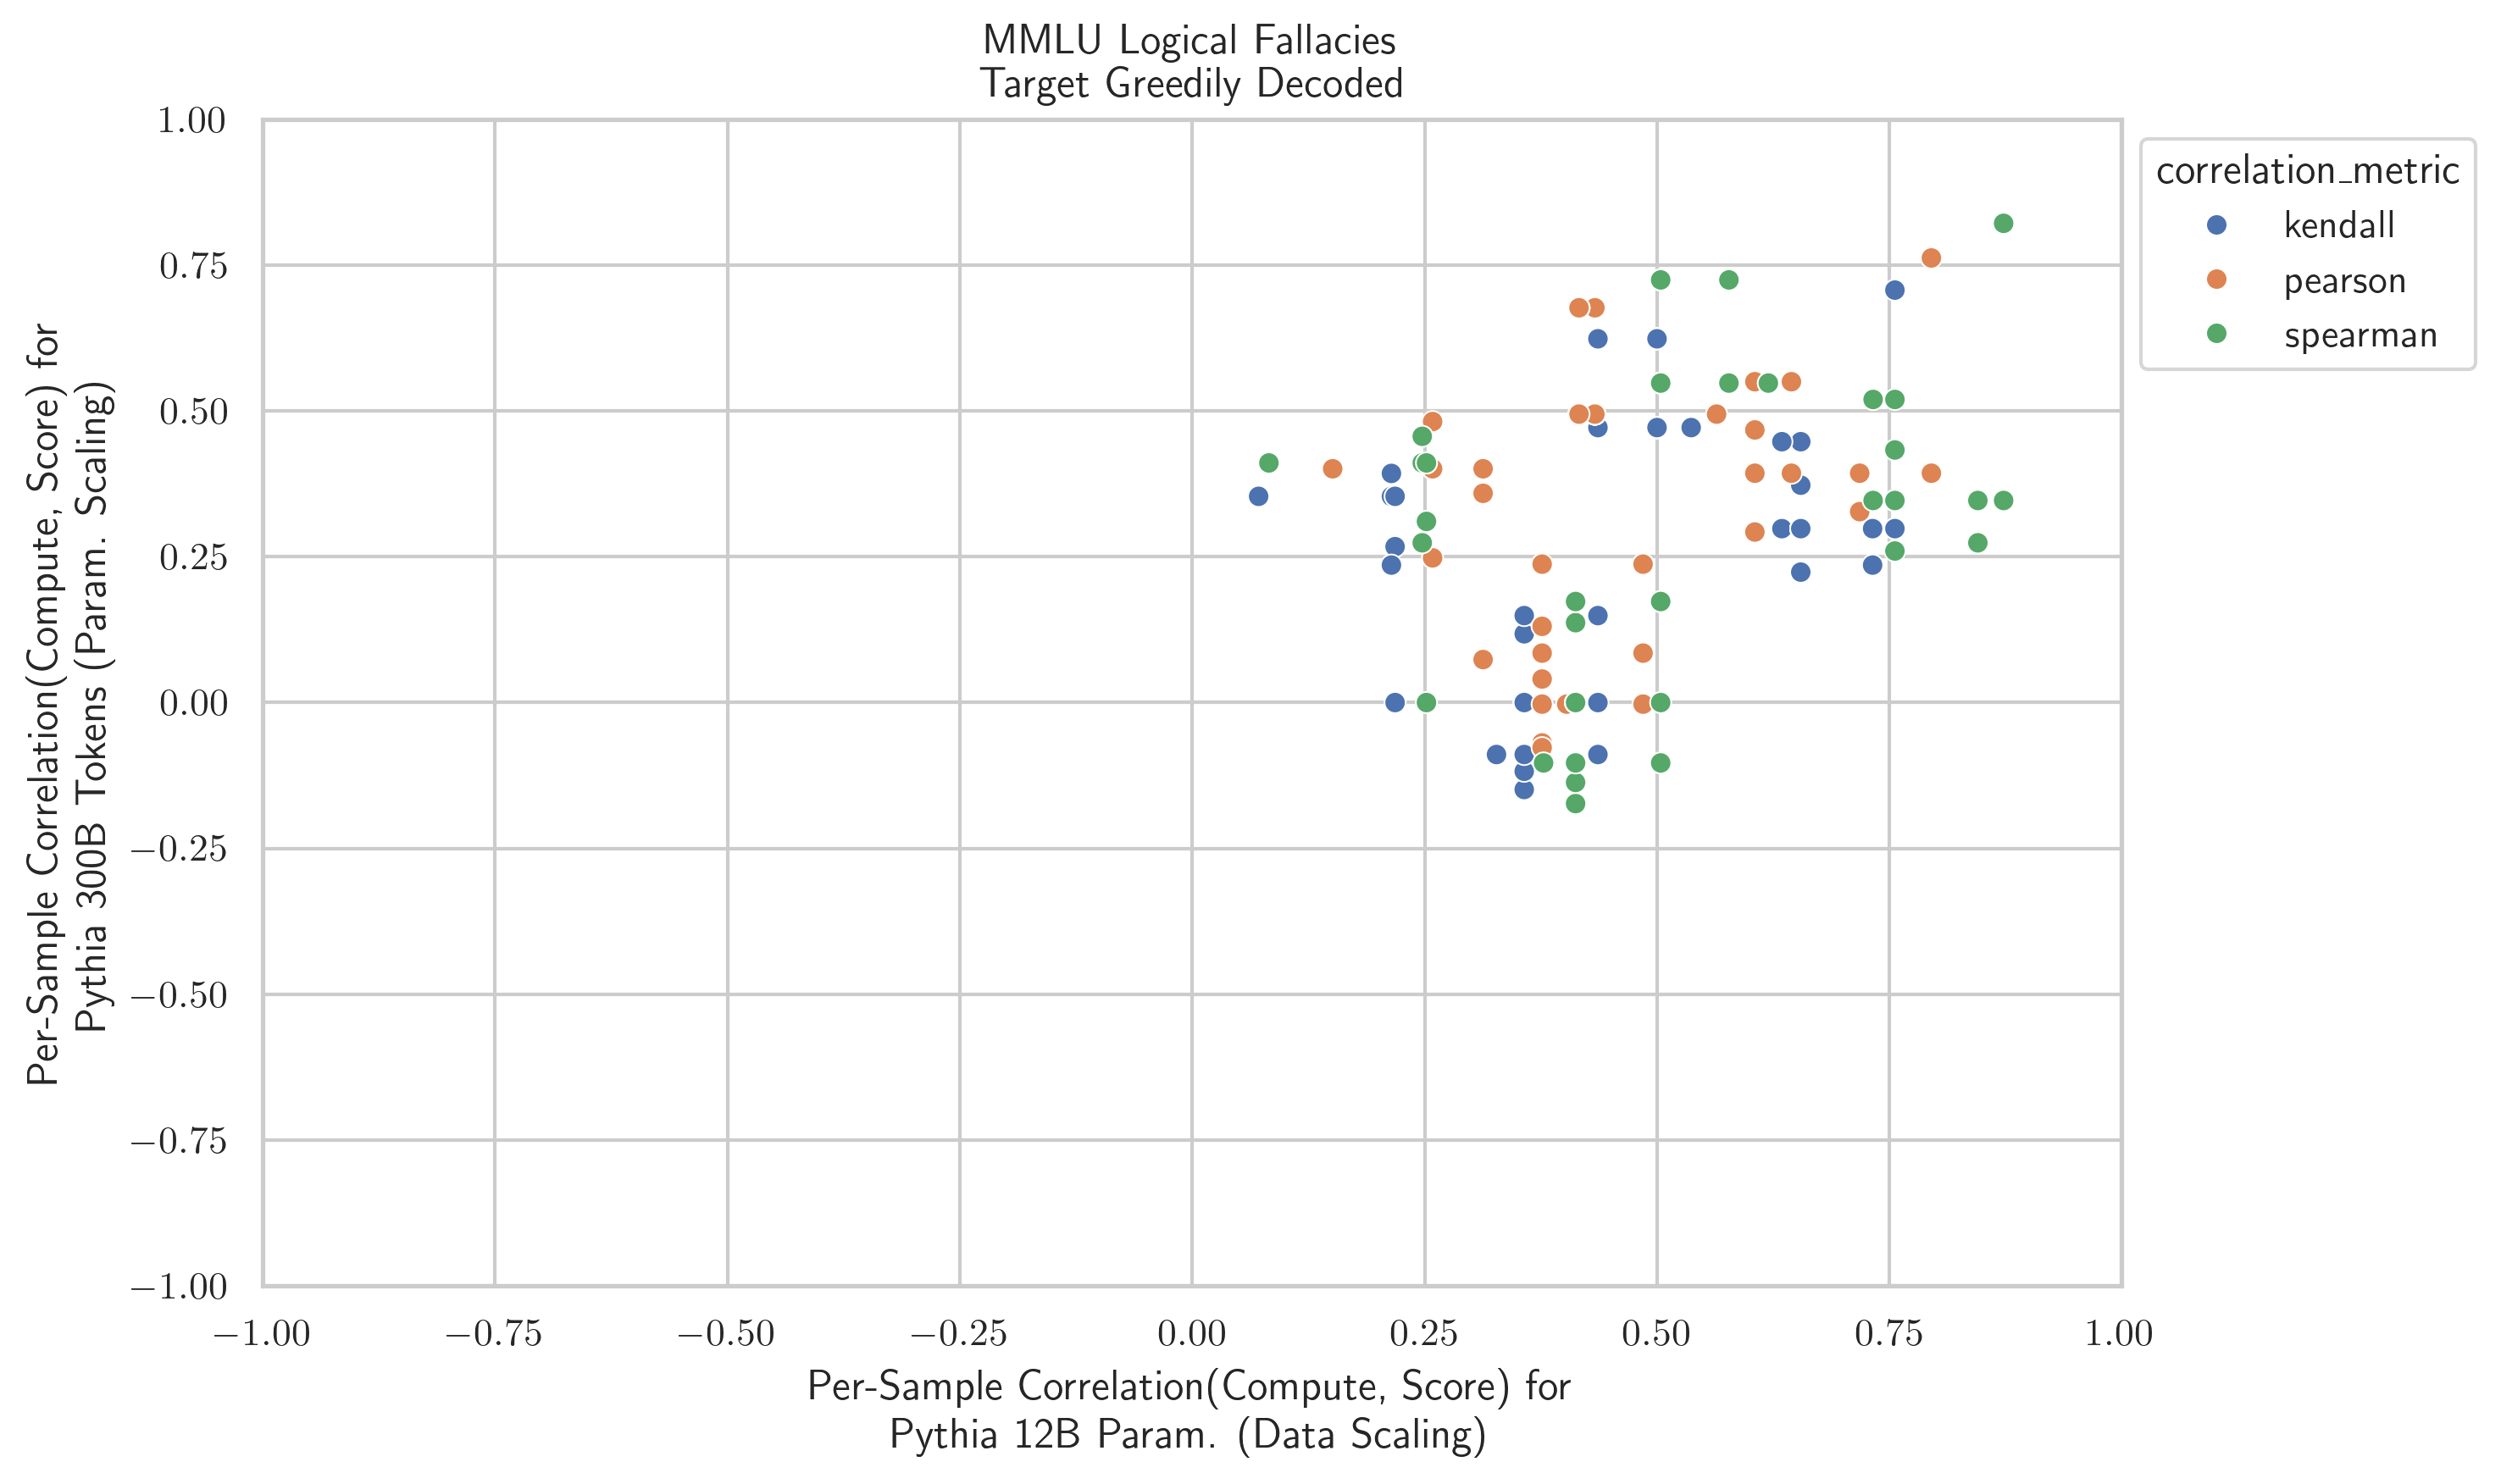 MMLU Logical Fallacies
Target Greedily Decoded
Per-Sample Correlation(Compute, Score) for
Pythia 300B Tokens (Param. Scaling)
1.00
0.75
0.50
0.25
0.00
−0.25
−0.50
−0.75
−1.00
−1.00 −0.75 −0.50 −0.25 0.00 0.25 0.50 0.75 1.00
Per-Sample Correlation(Compute, Score) for
Pythia 12B Param. (Data Scaling)
correlation_metric
kendall
pearson
spearman